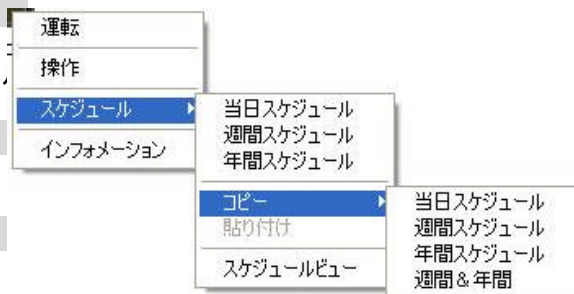 運転
操作
スケジュール
インフォメーション
当日スケジュール
週間スケジュール
年間スケジュール
コピー
貼り付け
スケジュールビュー
当日スケジュール
週間スケジュール
年間スケジュール
週間&年間